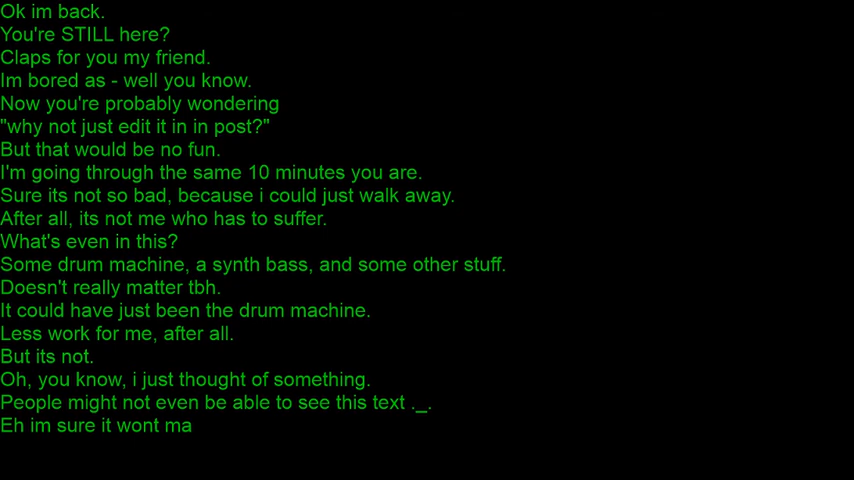 Ok im back.
You're STILL here?
Claps for you my friend.
Im bored as - well you know.
Now you're probably wondering
"why not just edit it in in post?"
But that would be no fun.
I'm going through the same 10 minutes you are.
Sure its not so bad, because i could just walk away.
After all, its not me who has to suffer.
What's even in this?
Some drum machine, a synth bass, and some other stuff.
Doesn't really matter tbh.
It could have just been the drum machine.
Less work for me, after all.
But its not.
Oh, you know, i just thought of something.
People might not even be able to see this text ._.
Eh im sure it wont ma